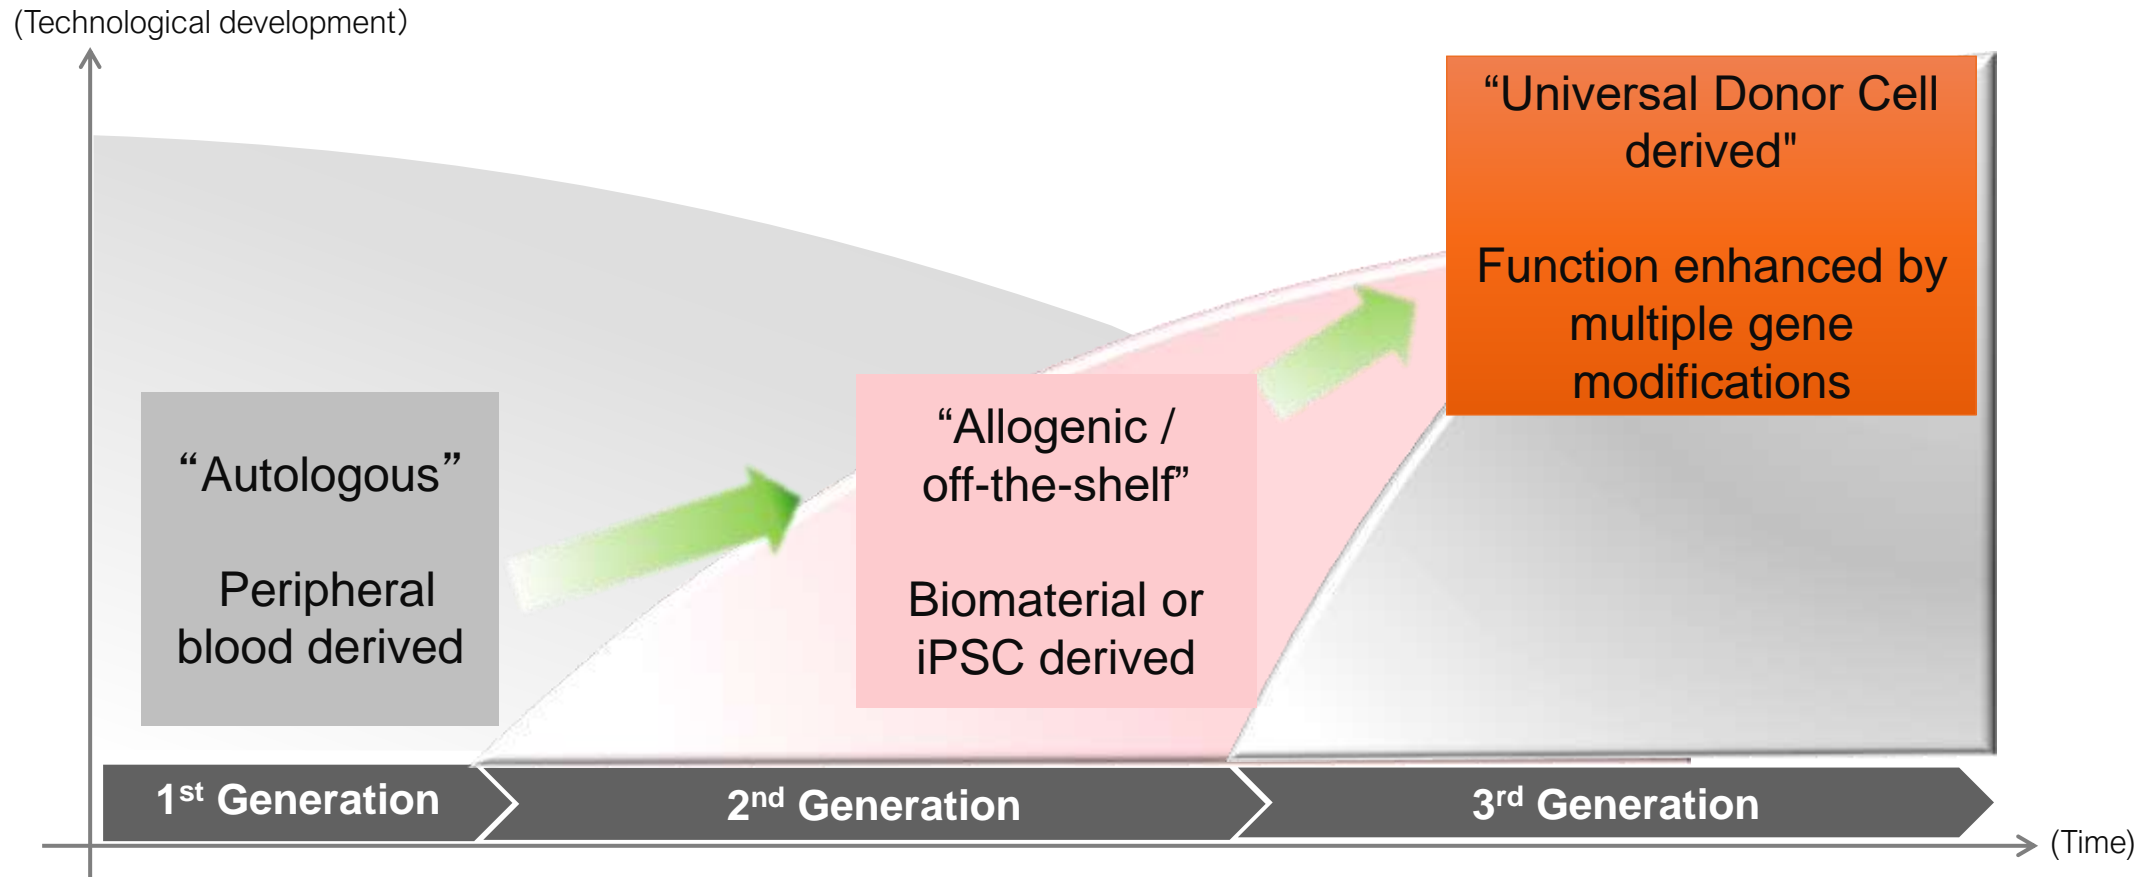 (Technological development)
“Universal Donor Cell
derived"
Function enhanced by
multiple gene
modifications
“Allogenic /
off-the-shelf”
Biomaterial or
iPSC derived
“Autologous”
Peripheral
blood derived
1st Generation
2nd Generation
3rd Generation
(Time)